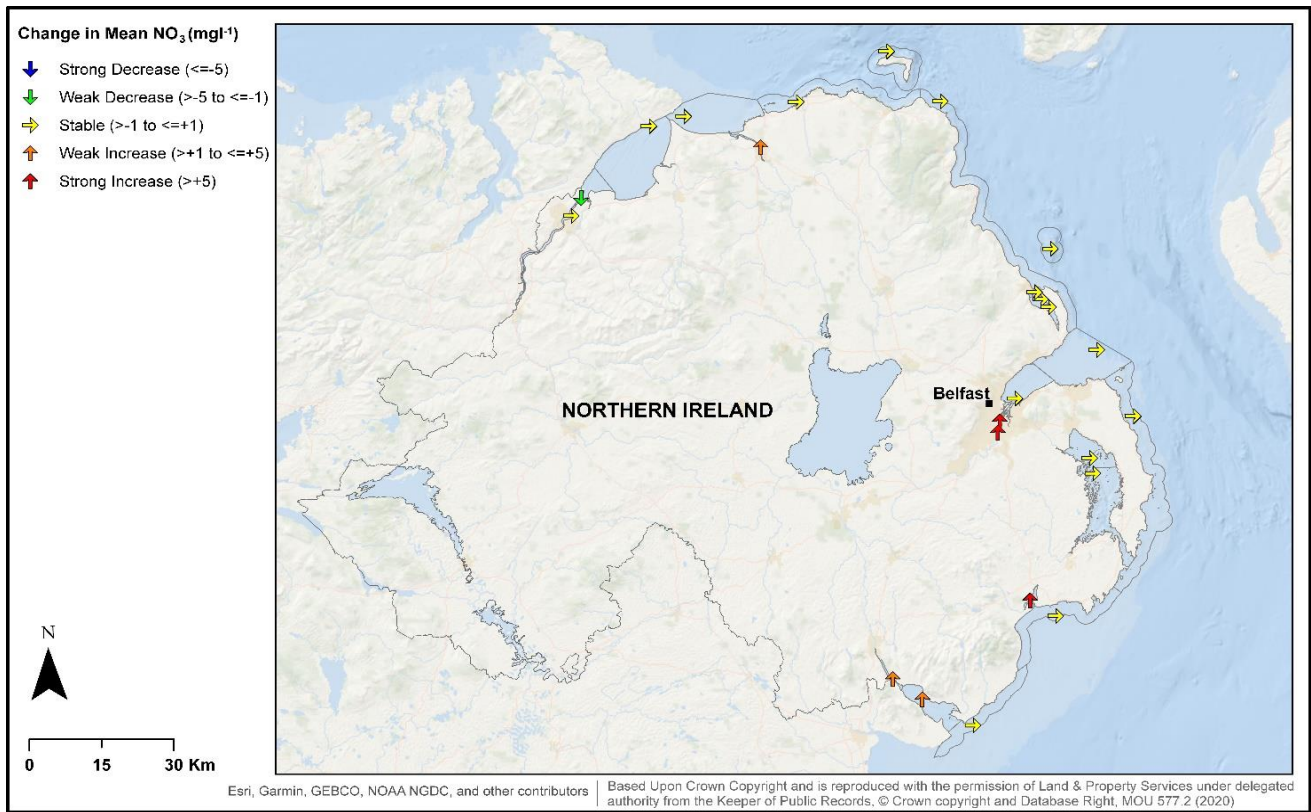 Change in Mean NO₃ (mgl⁻¹)
Strong Decrease (<=-5)
Weak Decrease (>-5 to <=-1)
Stable (>-1 to <=+1)
Weak Increase (>+1 to <=+5)
Strong Increase (>+5)
Belfast
NORTHERN IRELAND
N
0 15 30 Km
Esri, Garmin, GEBCO, NOAA NGDC, and other contributors
Based Upon Crown Copyright and is reproduced with the permission of Land & Property Services under delegated
authority from the Keeper of Public Records, © Crown copyright and Database Right, MOU 577.2 (2020)